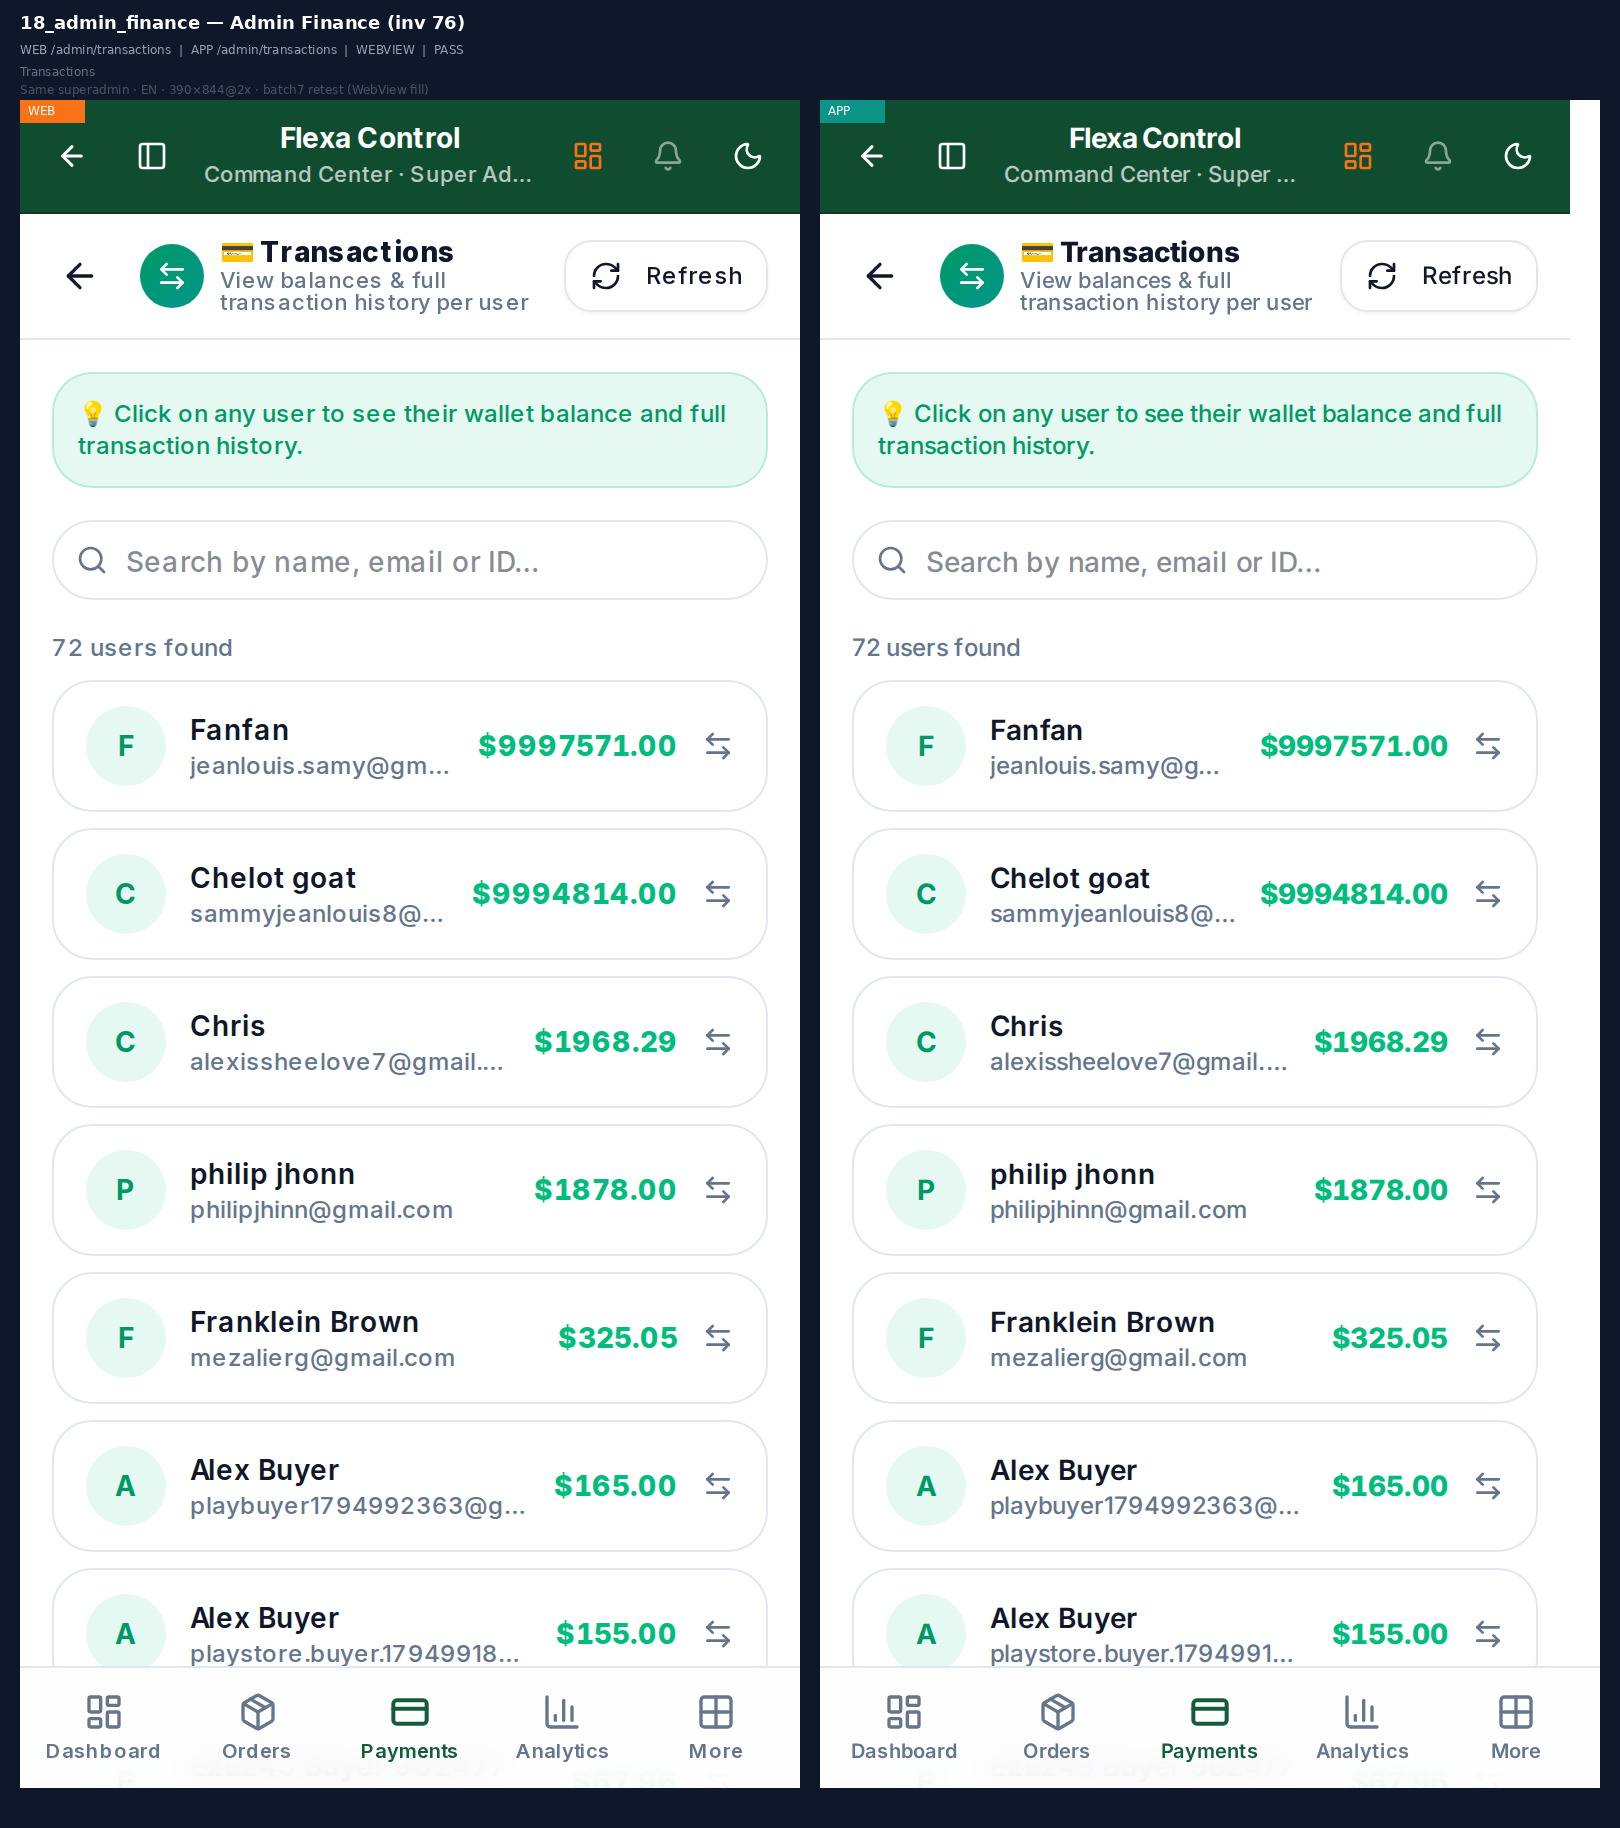 18_admin_finance — Admin Finance (inv 76)
WEB /admin/transactions | APP /admin/transactions | WEBVIEW | PASS
Transactions
Same superadmin · EN · 390×844@2x · batch7 retest (WebView fill)
WEB
Flexa Control
Command Center · Super Ad...
💳 Transactions
View balances & full
transaction history per user
Refresh
💡 Click on any user to see their wallet balance and full
transaction history.
Search by name, email or ID...
72 users found
F
Fanfan
jeanlouis.samy@gm...
$9997571.00
C
Chelot goat
sammyjeanlouis8@...
$9994814.00
C
Chris
alexissheelove7@gmail....
$1968.29
P
philip jhonn
philipjhinn@gmail.com
$1878.00
F
Franklein Brown
mezalierg@gmail.com
$325.05
A
Alex Buyer
playbuyer1794992363@g...
$165.00
A
Alex Buyer
playstore.buyer.17949918...
$155.00
Dashboard
Orders
Payments
Analytics
More
APP
Flexa Control
Command Center · Super ...
💳 Transactions
View balances & full
transaction history per user
Refresh
💡 Click on any user to see their wallet balance and full
transaction history.
Search by name, email or ID...
72 users found
F
Fanfan
jeanlouis.samy@g...
$9997571.00
C
Chelot goat
sammyjeanlouis8@...
$9994814.00
C
Chris
alexissheelove7@gmail....
$1968.29
P
philip jhonn
philipjhinn@gmail.com
$1878.00
F
Franklein Brown
mezalierg@gmail.com
$325.05
A
Alex Buyer
playbuyer1794992363@...
$165.00
A
Alex Buyer
playstore.buyer.1794991...
$155.00
Dashboard
Orders
Payments
Analytics
More